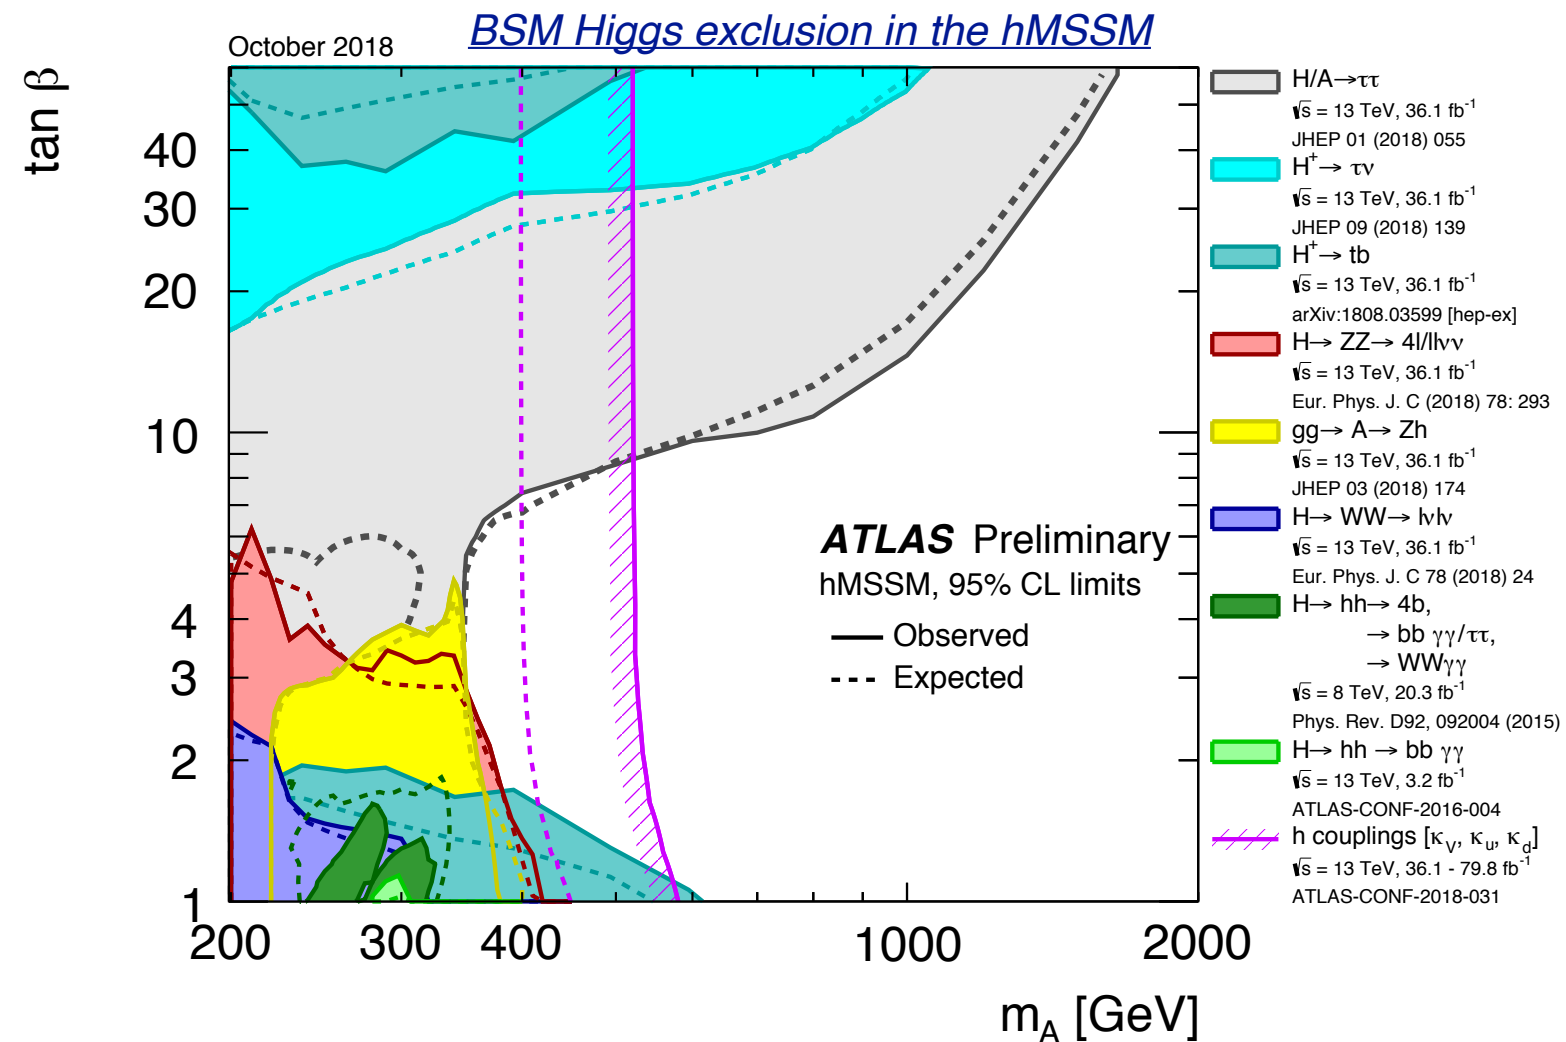 BSM Higgs exclusion in the hMSSM
October 2018
tan β
40
30
20
10
4
3
2
1
200
300
400
1000
2000
m_A [GeV]
ATLAS Preliminary
hMSSM, 95% CL limits
Observed
Expected
H/A→ττ
√s = 13 TeV, 36.1 fb⁻¹
JHEP 01 (2018) 055
H⁺→ τν
√s = 13 TeV, 36.1 fb⁻¹
JHEP 09 (2018) 139
H⁺→ tb
√s = 13 TeV, 36.1 fb⁻¹
arXiv:1808.03599 [hep-ex]
H→ ZZ→ 4l/llνν
√s = 13 TeV, 36.1 fb⁻¹
Eur. Phys. J. C (2018) 78: 293
gg→ A→ Zh
√s = 13 TeV, 36.1 fb⁻¹
JHEP 03 (2018) 174
H→ WW→ lνlν
√s = 13 TeV, 36.1 fb⁻¹
Eur. Phys. J. C 78 (2018) 24
H→ hh→ 4b,
→ bb γγ/ττ,
→ WWγγ
√s = 8 TeV, 20.3 fb⁻¹
Phys. Rev. D92, 092004 (2015)
H→ hh → bb γγ
√s = 13 TeV, 3.2 fb⁻¹
ATLAS-CONF-2016-004
h couplings [κ_V, κ_u, κ_d]
√s = 13 TeV, 36.1 - 79.8 fb⁻¹
ATLAS-CONF-2018-031